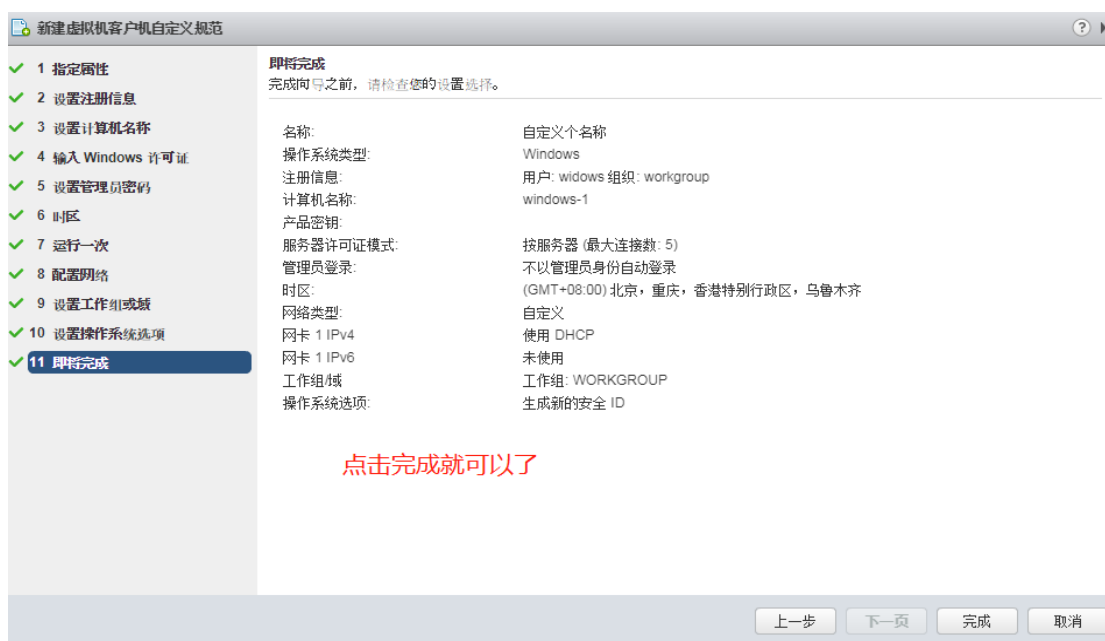 新建虚拟机客户机自定义规范
1 指定属性
2 设置注册信息
3 设置计算机名称
4 输入 Windows 许可证
5 设置管理员密码
6 时区
7 运行一次
8 配置网络
9 设置工作组或域
10 设置操作系统选项
11 即将完成
即将完成
完成向导之前，请检查您的设置选择。
名称: 自定义个名称
操作系统类型: Windows
注册信息: 用户: widows 组织: workgroup
计算机名称: windows-1
产品密钥:
服务器许可证模式: 按服务器 (最大连接数: 5)
管理员登录: 不以管理员身份自动登录
时区: (GMT+08:00) 北京，重庆，香港特别行政区，乌鲁木齐
网络类型: 自定义
网卡 1 IPv4 使用 DHCP
网卡 1 IPv6 未使用
工作组/域 工作组: WORKGROUP
操作系统选项: 生成新的安全 ID
点击完成就可以了
上一步 下一页 完成 取消